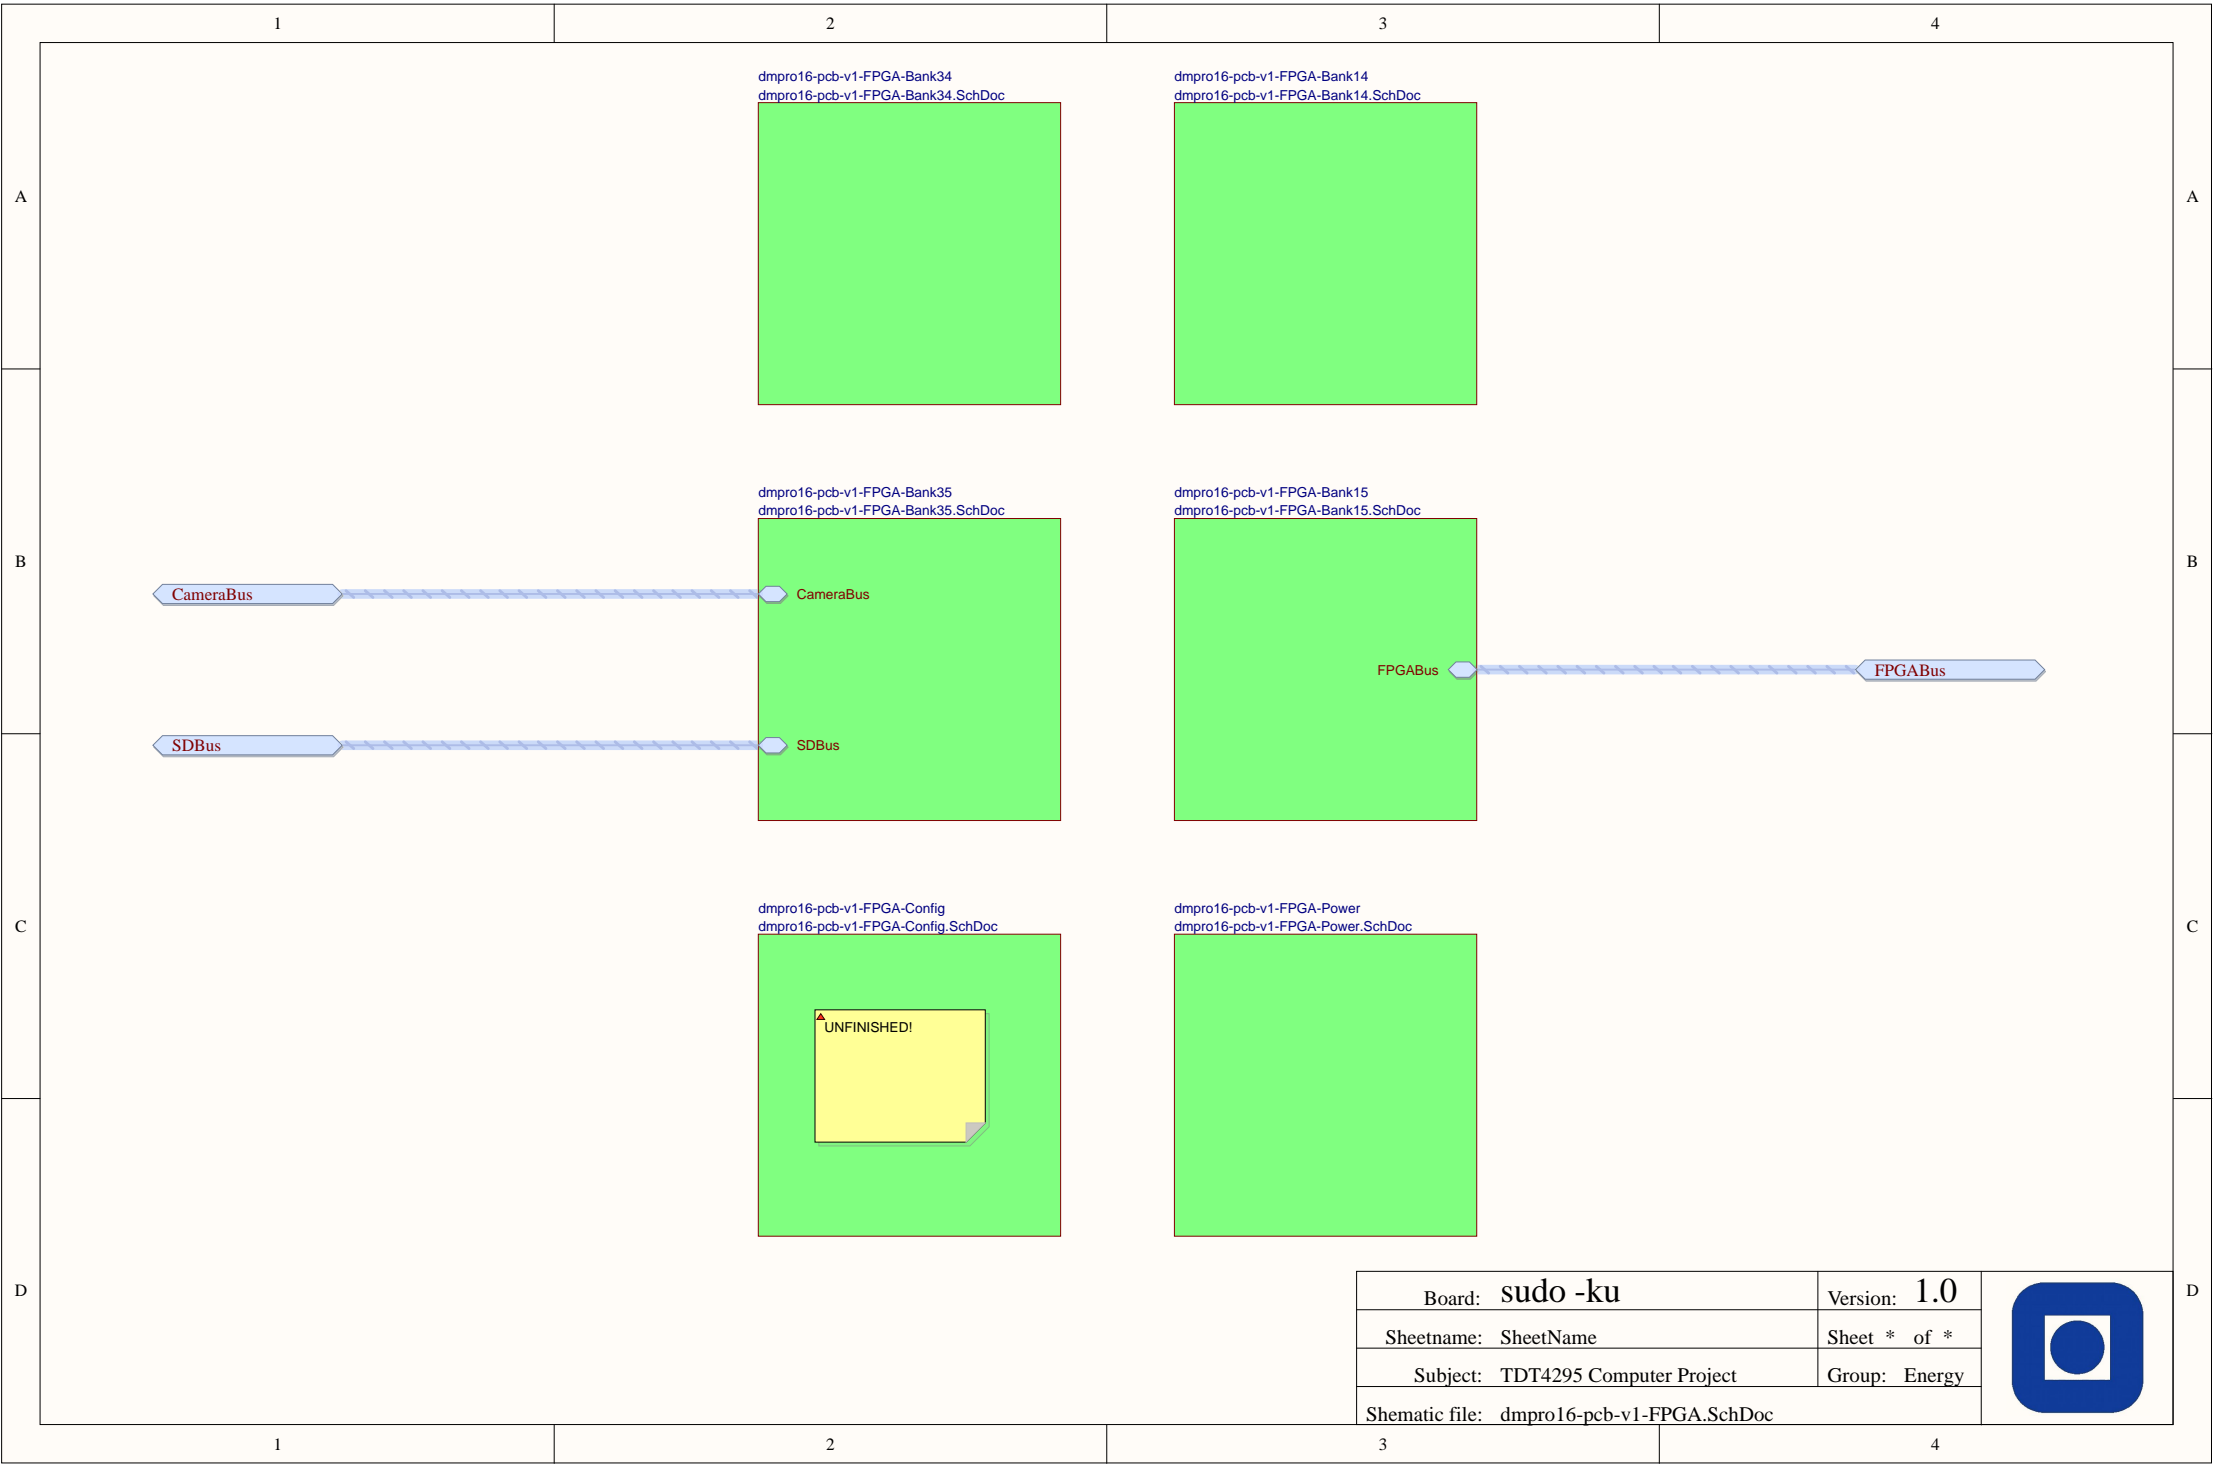 1 2 3 4
dmpro16-pcb-v1-FPGA-Bank34
dmpro16-pcb-v1-FPGA-Bank34.SchDoc
dmpro16-pcb-v1-FPGA-Bank14
dmpro16-pcb-v1-FPGA-Bank14.SchDoc
A A
dmpro16-pcb-v1-FPGA-Bank35
dmpro16-pcb-v1-FPGA-Bank35.SchDoc
dmpro16-pcb-v1-FPGA-Bank15
dmpro16-pcb-v1-FPGA-Bank15.SchDoc
B B
CameraBus CameraBus
FPGABus FPGABus
SDBus SDBus
dmpro16-pcb-v1-FPGA-Config
dmpro16-pcb-v1-FPGA-Config.SchDoc
dmpro16-pcb-v1-FPGA-Power
dmpro16-pcb-v1-FPGA-Power.SchDoc
C C
UNFINISHED!
D D
Board: sudo -ku Version: 1.0
Sheetname: SheetName Sheet * of *
Subject: TDT4295 Computer Project Group: Energy
Shematic file: dmpro16-pcb-v1-FPGA.SchDoc
1 2 3 4